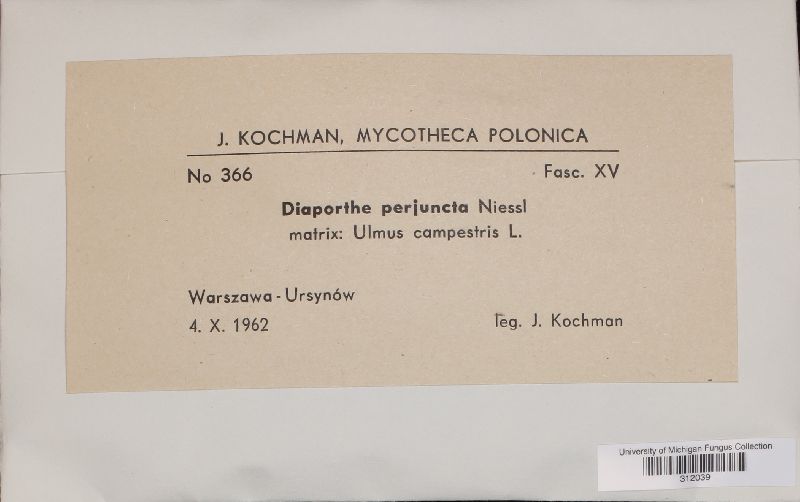 J. KOCHMAN, MYCOTHECA POLONICA
No 366 Fasc. XV
Diaporthe perjuncta Niessl
matrix: Ulmus campestris L.
Warszawa-Ursynów
4. X. 1962 leg. J. Kochman
University of Michigan Fungus Collection
312039